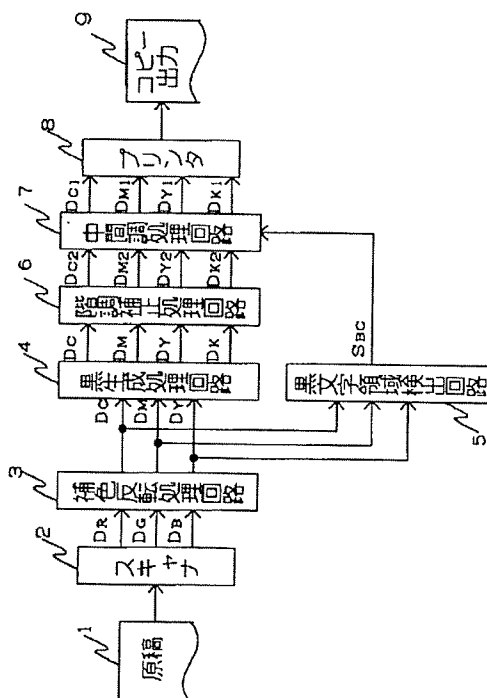 1
原稿
2
スキャナ
DR
DG
DB
3
補色反転処理回路
DC
DM
DY
4
黒生成処理回路
DC
DM
DY
DK
6
階調補正処理回路
DC2
DM2
DY2
DK2
7
中間調処理回路
DC1
DM1
DY1
DK1
8
プリンタ
9
コピー
出力
SBC
黒文字領域検出回路
5